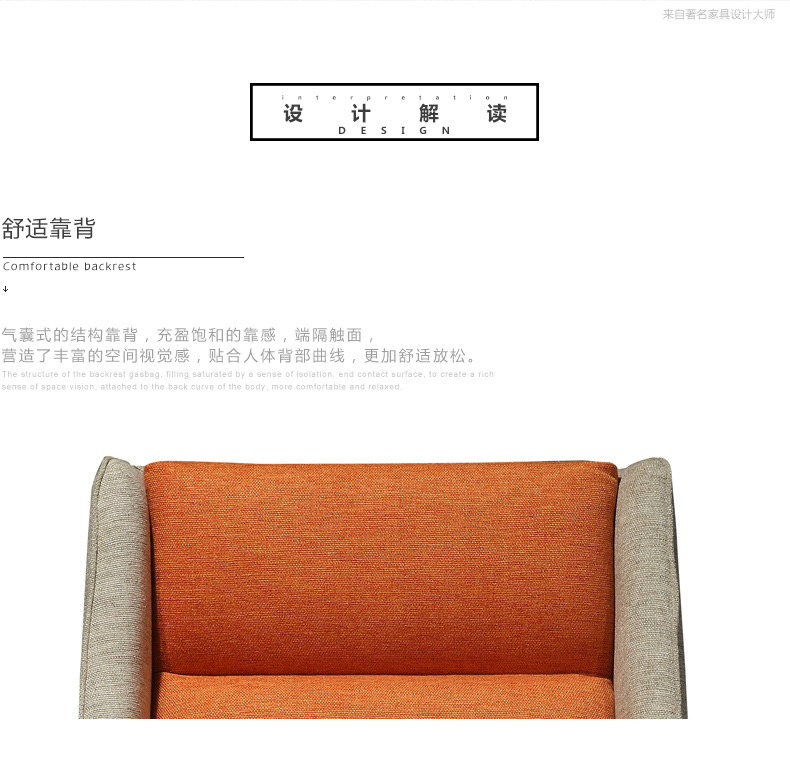 来自著名家具设计大师
interpretation
设计解读
DESIGN
舒适靠背
Comfortable backrest
↓
气囊式的结构靠背，充盈饱和的靠感，端隔触面，
营造了丰富的空间视觉感，贴合人体背部曲线，更加舒适放松。
The structure of the backrest gasbag, filling saturated by a sense of isolation, end contact surface, to create a rich
sense of space vision, attached to the back curve of the body, more comfortable and relaxed.